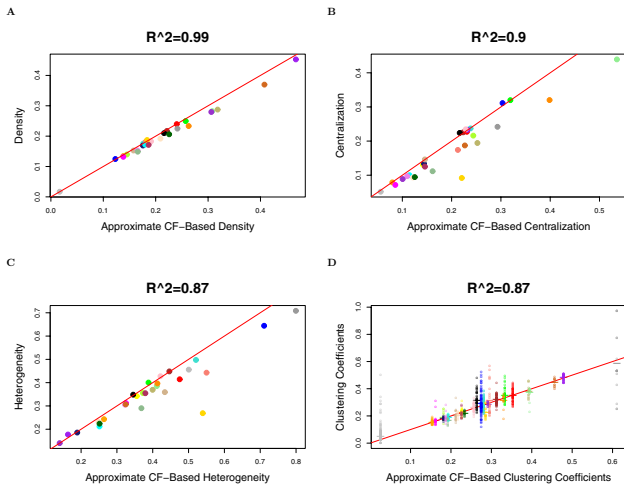 A
R^2=0.99
Density
0.0 0.1 0.2 0.3 0.4
0.0 0.1 0.2 0.3 0.4
Approximate CF−Based Density
B
R^2=0.9
Centralization
0.1 0.2 0.3 0.4
0.1 0.2 0.3 0.4 0.5
Approximate CF−Based Centralization
C
R^2=0.87
Heterogeneity
0.2 0.3 0.4 0.5 0.6 0.7
0.2 0.3 0.4 0.5 0.6 0.7 0.8
Approximate CF−Based Heterogeneity
D
R^2=0.87
Clustering Coefficients
0.0 0.2 0.4 0.6 0.8 1.0
0.0 0.1 0.2 0.3 0.4 0.5 0.6
Approximate CF−Based Clustering Coefficients